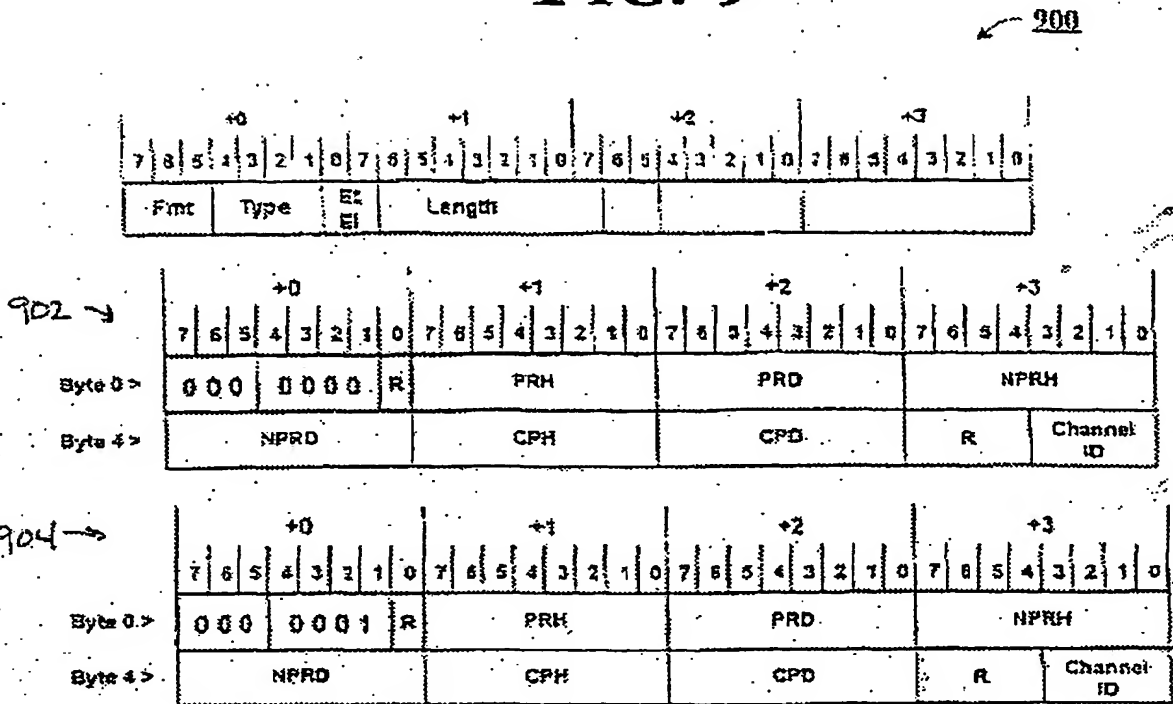 FIG. 9
900
+0 +1 +2 +3
7 6 5 4 3 2 1 0 7 6 5 4 3 2 1 0 7 6 5 4 3 2 1 0 7 6 5 4 3 2 1 0
Fmt Type Length
902
+0 +1 +2 +3
7 6 5 4 3 2 1 0 7 6 5 4 3 2 1 0 7 6 5 4 3 2 1 0 7 6 5 4 3 2 1 0
Byte 0 > 000 0000 R PRH PRD NPRH
Byte 4 > NPRD CPH CPD R Channel ID
904
+0 +1 +2 +3
7 6 5 4 3 2 1 0 7 6 5 4 3 2 1 0 7 6 5 4 3 2 1 0 7 6 5 4 3 2 1 0
Byte 0 > 000 0001 R PRH PRD NPRH
Byte 4 > NPRD CPH CPD R Channel ID